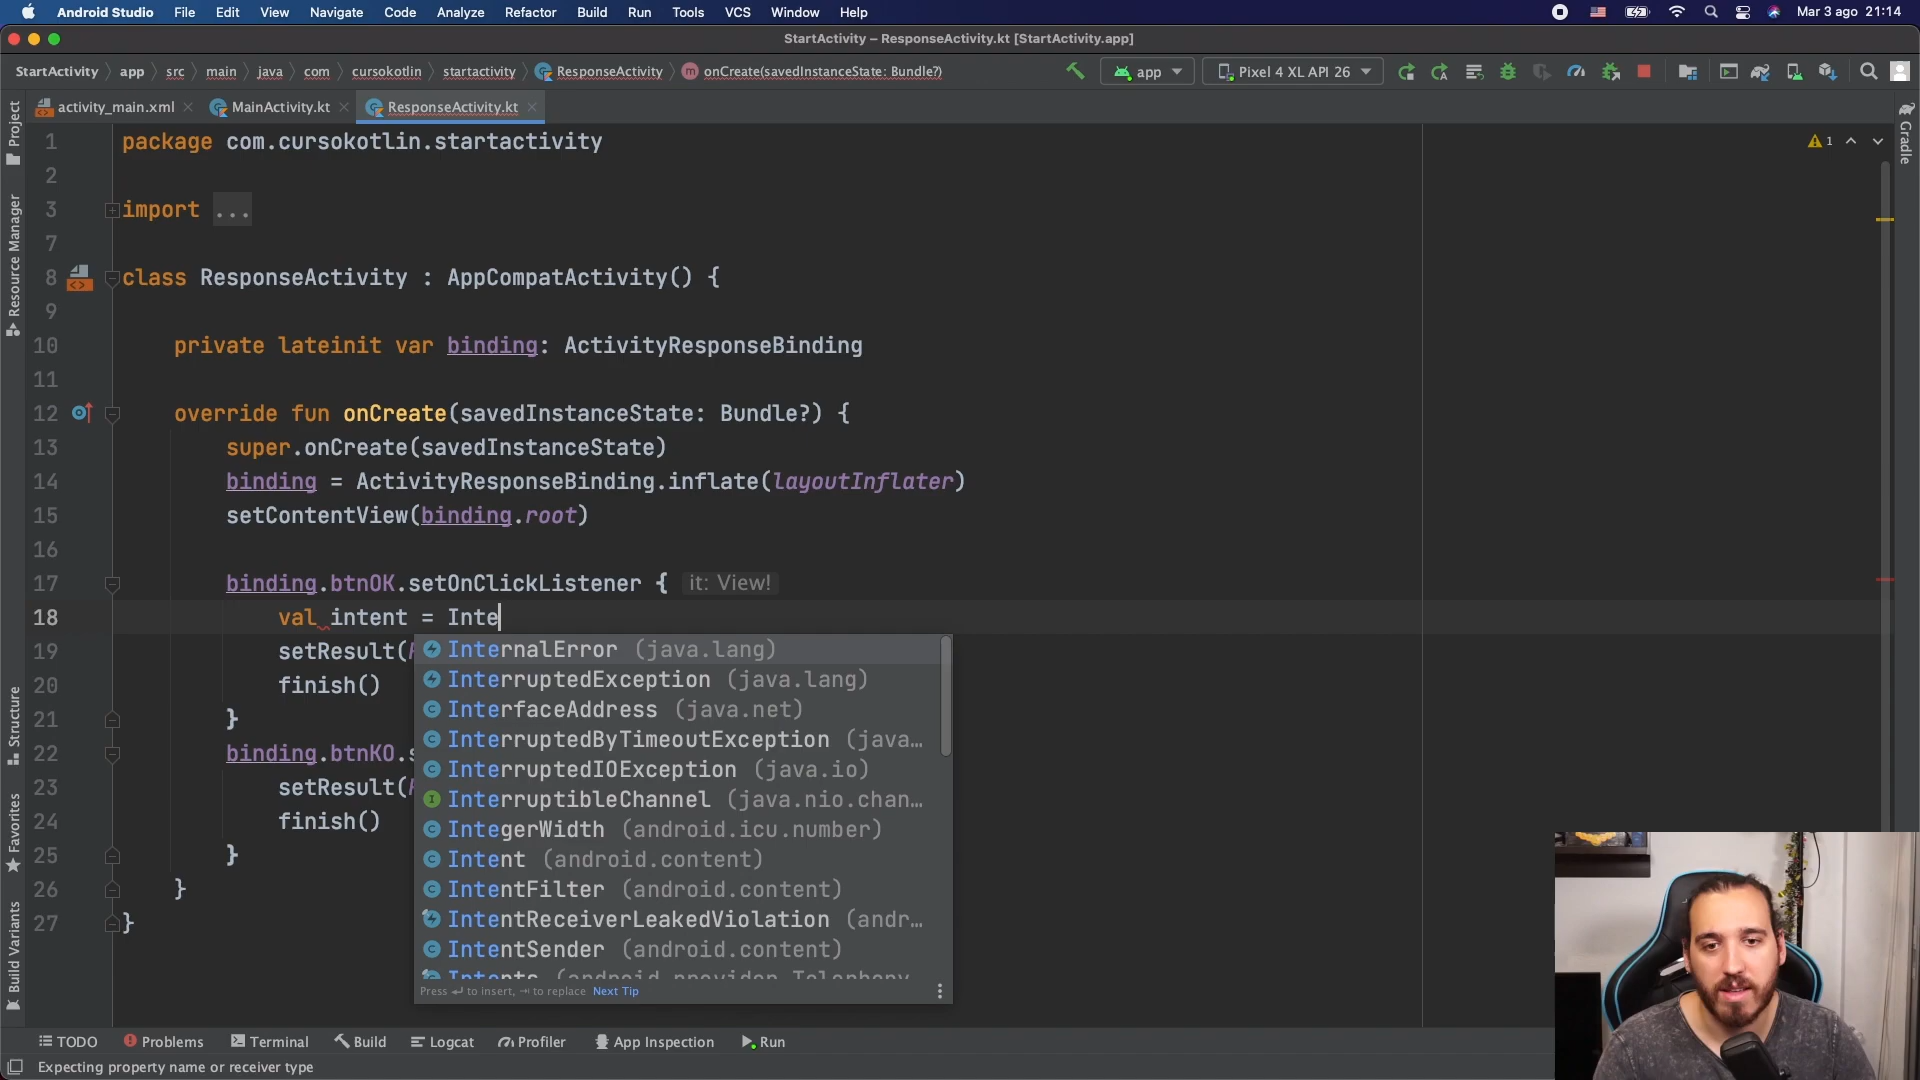 Android Studio File Edit View Navigate Code Analyze Refactor Build Run Tools VCS Window Help Mar 3 ago 21:14
StartActivity – ResponseActivity.kt [StartActivity.app]
StartActivity app src main java com cursokotlin startactivity ResponseActivity onCreate(savedInstanceState: Bundle?) app Pixel 4 XL API 26
activity_main.xml MainActivity.kt ResponseActivity.kt
Project
Resource Manager
Structure
Favorites
Build Variants
Gradle
1 package com.cursokotlin.startactivity 1
2
3 import ...
7
8 class ResponseActivity : AppCompatActivity() {
9
10 private lateinit var binding: ActivityResponseBinding
11
12 override fun onCreate(savedInstanceState: Bundle?) {
13 super.onCreate(savedInstanceState)
14 binding = ActivityResponseBinding.inflate(layoutInflater)
15 setContentView(binding.root)
16
17 binding.btnOK.setOnClickListener { it: View!
18 val intent = Inte
19 setResult(
20 finish()
21 }
22 binding.btnKO.
23 setResult(
24 finish()
25 }
26 }
27 }
InternalError (java.lang)
InterruptedException (java.lang)
InterfaceAddress (java.net)
InterruptedByTimeoutException (java…
InterruptedIOException (java.io)
InterruptibleChannel (java.nio.chan…
IntegerWidth (android.icu.number)
Intent (android.content)
IntentFilter (android.content)
IntentReceiverLeakedViolation (andr…
IntentSender (android.content)
Intents (android.provider.Telephony
Press ↵ to insert, ⇥ to replace Next Tip
TODO Problems Terminal Build Logcat Profiler App Inspection Run
Expecting property name or receiver type